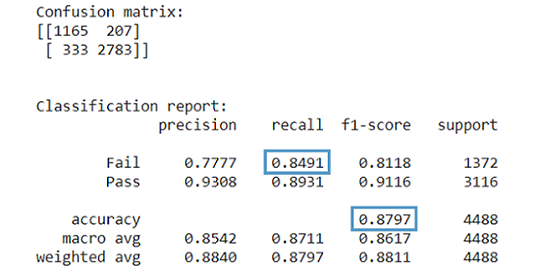 Confusion matrix:
[[1165 207]
[ 333 2783]]
Classification report:
precision recall f1-score support
Fail 0.7777 0.8491 0.8118 1372
Pass 0.9308 0.8931 0.9116 3116
accuracy 0.8797 4488
macro avg 0.8542 0.8711 0.8617 4488
weighted avg 0.8840 0.8797 0.8811 4488